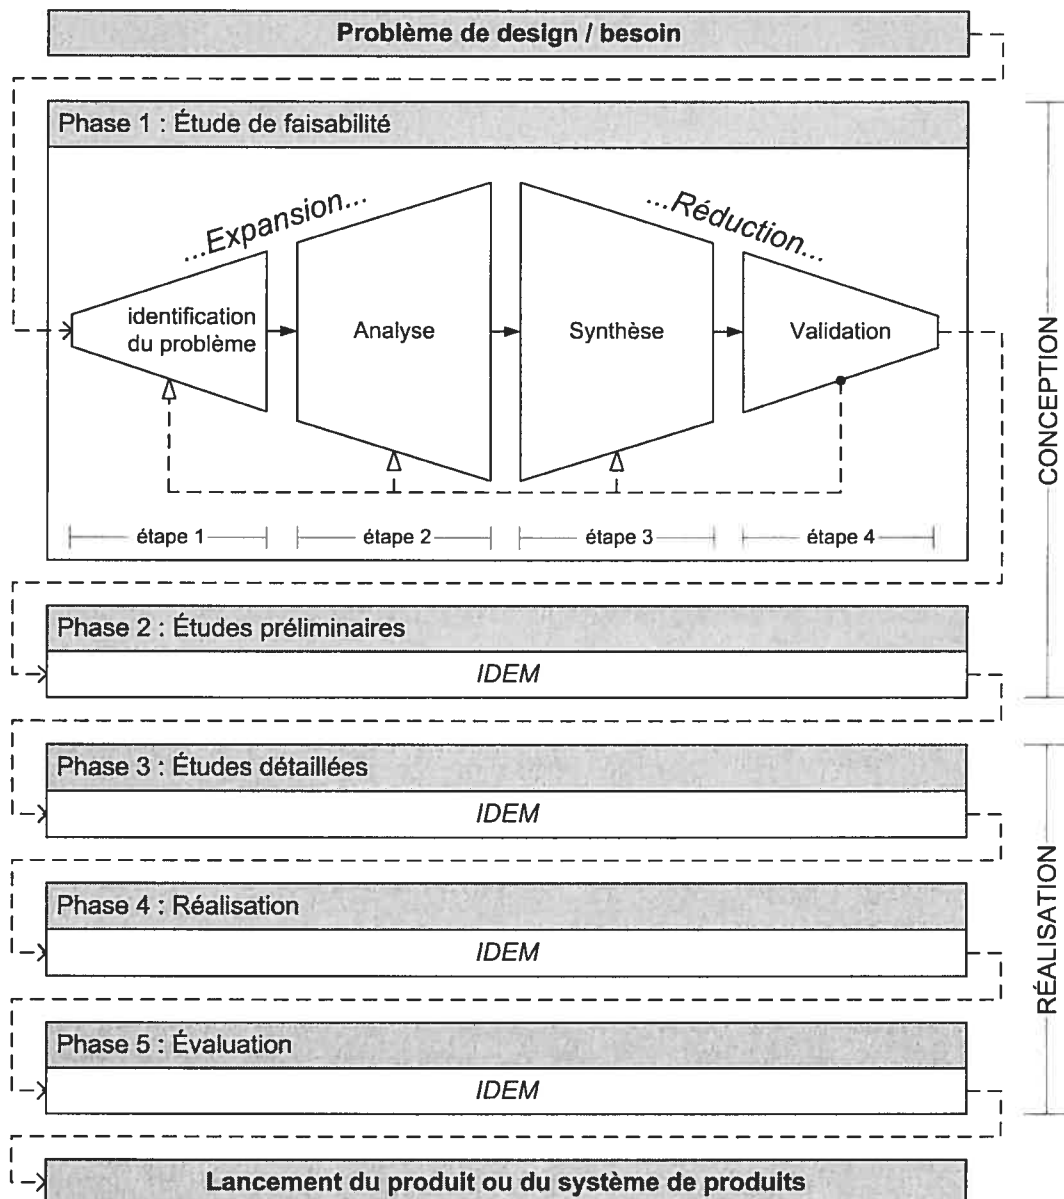 Problème de design / besoin
Phase 1 : Étude de faisabilité
...Expansion...
...Réduction...
identification
du problème
Analyse
Synthèse
Validation
étape 1
étape 2
étape 3
étape 4
CONCEPTION
Phase 2 : Études préliminaires
IDEM
Phase 3 : Études détaillées
IDEM
Phase 4 : Réalisation
IDEM
RÉALISATION
Phase 5 : Évaluation
IDEM
Lancement du produit ou du système de produits